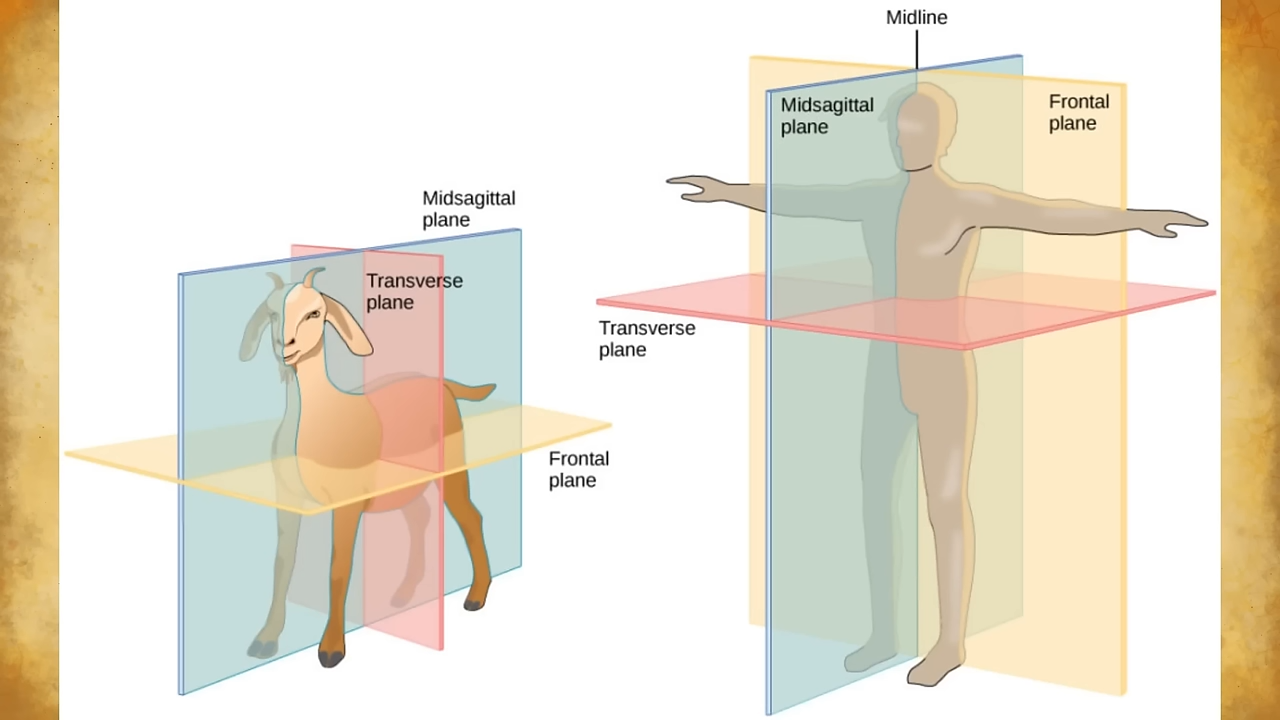 Midsagittal
plane
Transverse
plane
Frontal
plane
Midline
Midsagittal
plane
Frontal
plane
Transverse
plane